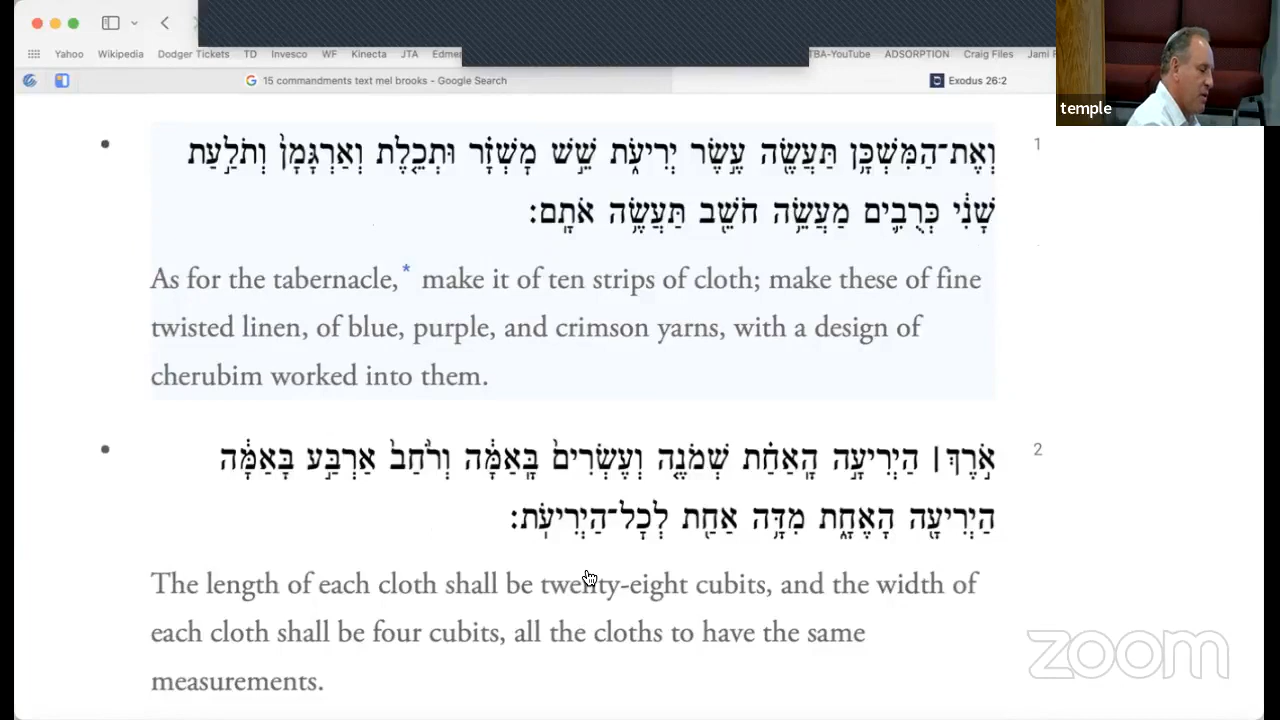 Yahoo Wikipedia Dodger Tickets TD Invesco WF Kinecta JTA Edmer TBA-YouTube ADSORPTION Craig Files Jami F
15 commandments text mel brooks - Google Search Exodus 26:2
temple
1
וְאֶת־הַמִּשְׁכָּ֥ן תַּעֲשֶׂ֖ה עֶ֣שֶׂר יְרִיעֹ֑ת שֵׁ֣שׁ מׇשְׁזָ֗ר וּתְכֵ֤לֶת וְאַרְגָּמָן֙ וְתֹלַ֣עַת
שָׁנִ֔י כְּרֻבִ֛ים מַעֲשֵׂ֥ה חֹשֵׁ֖ב תַּעֲשֶׂ֥ה אֹתָֽם׃
As for the tabernacle,* make it of ten strips of cloth; make these of fine
twisted linen, of blue, purple, and crimson yarns, with a design of
cherubim worked into them.
2
אֹ֣רֶךְ ׀ הַיְרִיעָ֣ה הָֽאַחַ֗ת שְׁמֹנֶ֤ה וְעֶשְׂרִים֙ בָּֽאַמָּ֔ה וְרֹ֙חַב֙ אַרְבַּ֣ע בָּאַמָּ֔ה
הַיְרִיעָ֖ה הָאֶחָ֑ת מִדָּ֥ה אַחַ֖ת לְכׇל־הַיְרִיעֹֽת׃
The length of each cloth shall be twenty-eight cubits, and the width of
each cloth shall be four cubits, all the cloths to have the same
measurements.
zoom